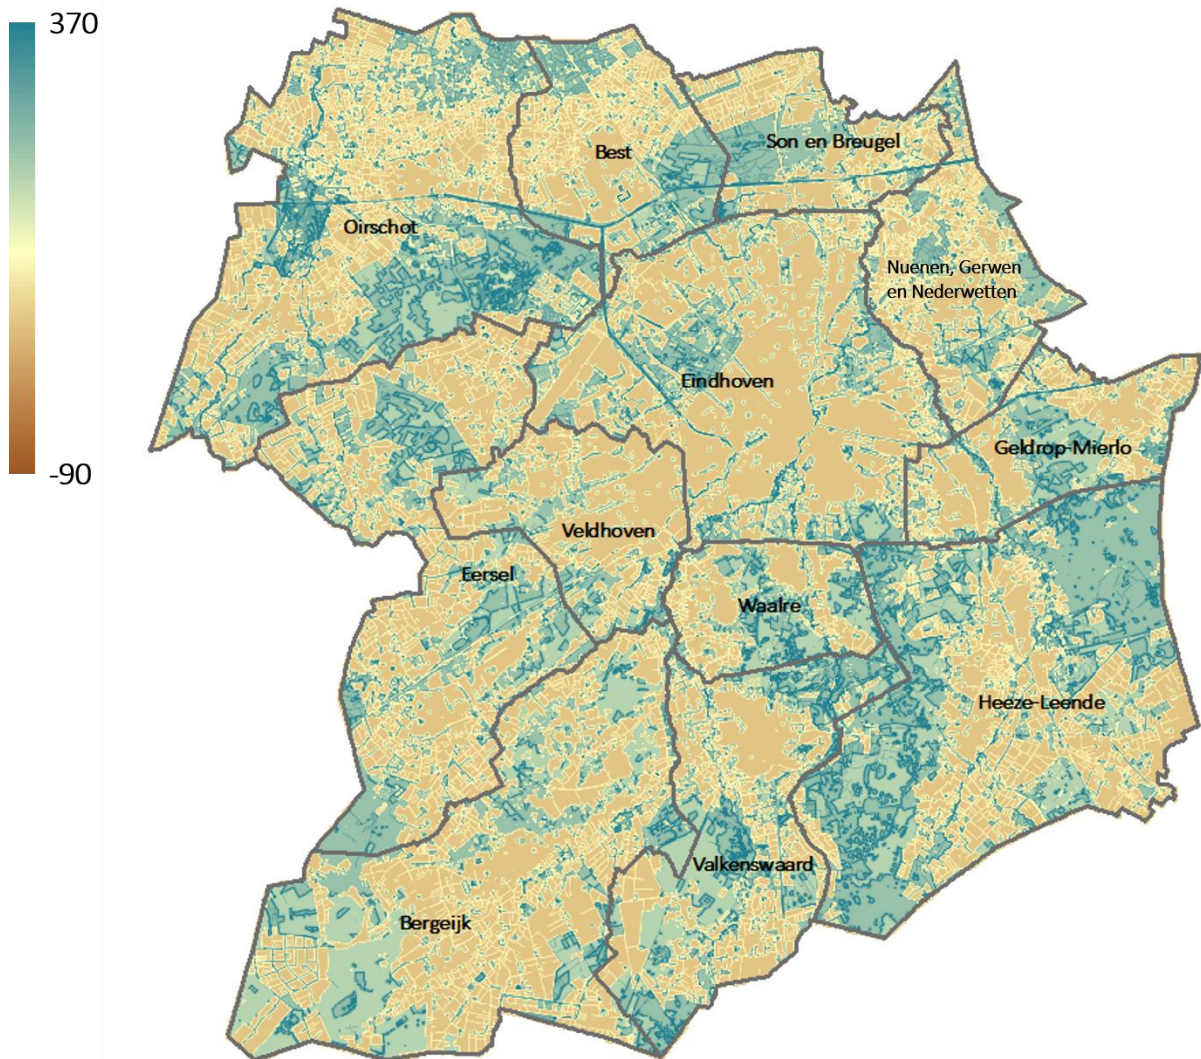 370
-90
Best
Son en Breugel
Oirschot
Nuenen, Gerwen
en Nederwetten
Eindhoven
Geldrop-Mierlo
Veldhoven
Eersel
Waalre
Heeze-Leende
Valkenswaard
Bergeijk